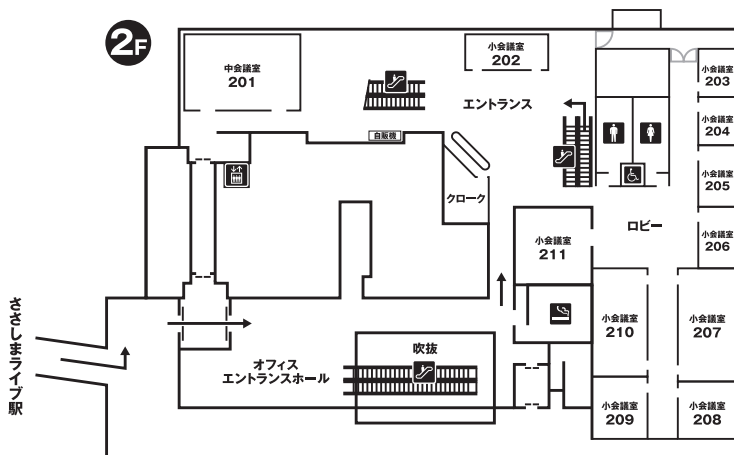 2F
中会議室
201
小会議室
202
エントランス
小会議室
203
小会議室
204
小会議室
205
小会議室
206
自販機
クローク
ロビー
小会議室
211
小会議室
210
小会議室
207
小会議室
209
小会議室
208
吹抜
オフィス
エントランスホール
ささしまライブ駅